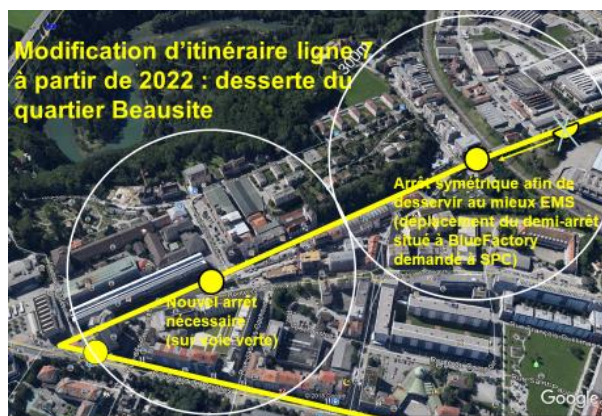 Modification d'itinéraire ligne 7
à partir de 2022 : desserte du
quartier Beausite
300m
Arrêt symétrique afin de
desservir au mieux EMS
(déplacement du demi-arrêt
situé à BlueFactory
demandé à SPC)
Nouvel arrêt
nécessaire
(sur voie verte)
Google